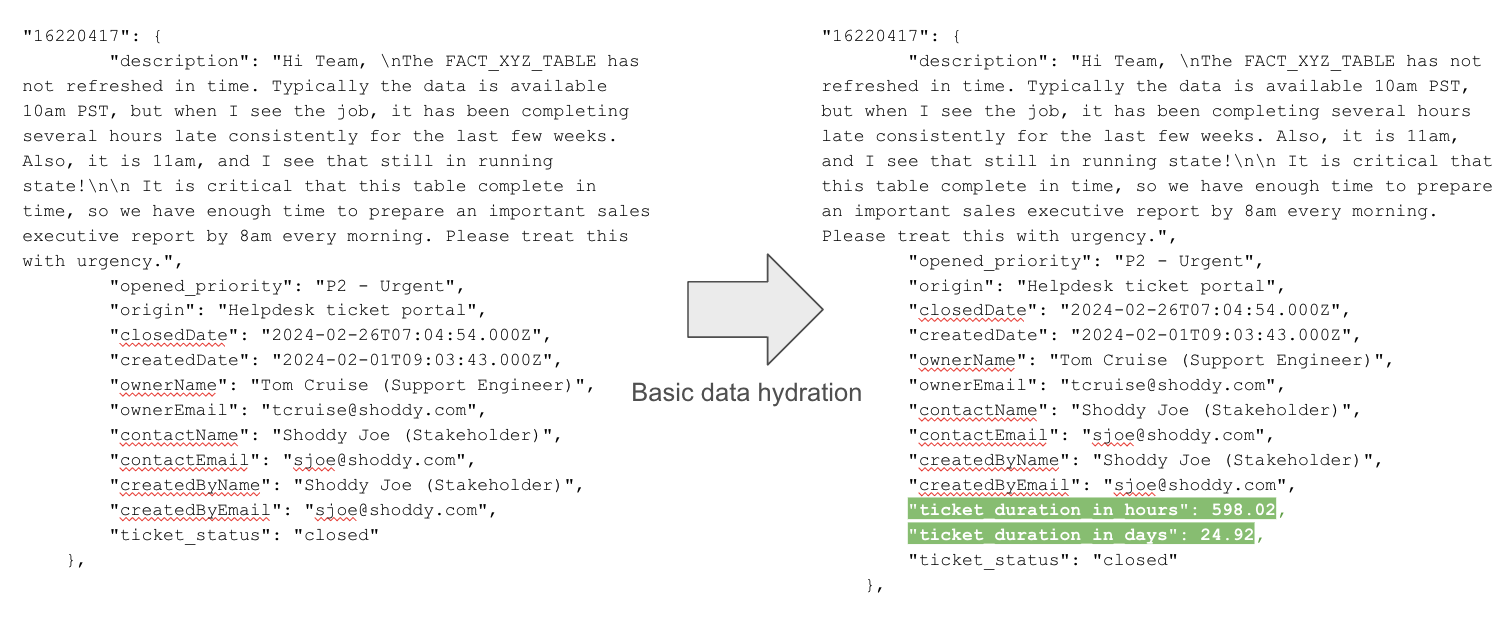 "16220417": {
"description": "Hi Team, \nThe FACT_XYZ_TABLE has
not refreshed in time. Typically the data is available
10am PST, but when I see the job, it has been completing
several hours late consistently for the last few weeks.
Also, it is 11am, and I see that still in running
state!\n\n It is critical that this table complete in
time, so we have enough time to prepare an important sales
executive report by 8am every morning. Please treat this
with urgency.",
"opened_priority": "P2 - Urgent",
"origin": "Helpdesk ticket portal",
"closedDate": "2024-02-26T07:04:54.000Z",
"createdDate": "2024-02-01T09:03:43.000Z",
"ownerName": "Tom Cruise (Support Engineer)",
"ownerEmail": "tcruise@shoddy.com",
"contactName": "Shoddy Joe (Stakeholder)",
"contactEmail": "sjoe@shoddy.com",
"createdByName": "Shoddy Joe (Stakeholder)",
"createdByEmail": "sjoe@shoddy.com",
"ticket_status": "closed"
},
Basic data hydration
"16220417": {
"description": "Hi Team, \nThe FACT_XYZ_TABLE has not
refreshed in time. Typically the data is available 10am PST,
but when I see the job, it has been completing several hours
late consistently for the last few weeks. Also, it is 11am,
and I see that still in running state!\n\n It is critical that
this table complete in time, so we have enough time to prepare
an important sales executive report by 8am every morning.
Please treat this with urgency.",
"opened_priority": "P2 - Urgent",
"origin": "Helpdesk ticket portal",
"closedDate": "2024-02-26T07:04:54.000Z",
"createdDate": "2024-02-01T09:03:43.000Z",
"ownerName": "Tom Cruise (Support Engineer)",
"ownerEmail": "tcruise@shoddy.com",
"contactName": "Shoddy Joe (Stakeholder)",
"contactEmail": "sjoe@shoddy.com",
"createdByName": "Shoddy Joe (Stakeholder)",
"createdByEmail": "sjoe@shoddy.com",
"ticket_duration_in_hours": 598.02,
"ticket_duration_in_days": 24.92,
"ticket_status": "closed"
},